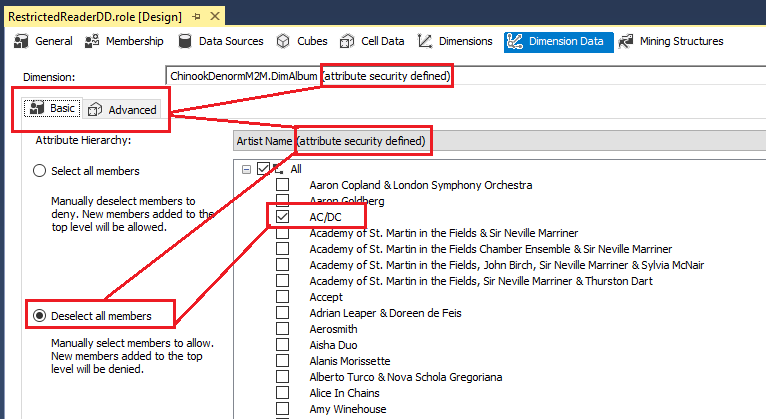 RestrictedReaderDD.role [Design]
General Membership Data Sources Cubes Cell Data Dimensions Dimension Data Mining Structures
Dimension: ChinookDenormM2M.DimAlbum (attribute security defined)
Basic Advanced
Attribute Hierarchy:
Artist Name (attribute security defined)
Select all members
Manually deselect members to
deny. New members added to the
top level will be allowed.
Deselect all members
Manually select members to allow.
New members added to the top
level will be denied.
All
Aaron Copland & London Symphony Orchestra
Aaron Goldberg
AC/DC
Academy of St. Martin in the Fields & Sir Neville Marriner
Academy of St. Martin in the Fields Chamber Ensemble & Sir Neville Marriner
Academy of St. Martin in the Fields, John Birch, Sir Neville Marriner & Sylvia McNair
Academy of St. Martin in the Fields, Sir Neville Marriner & Thurston Dart
Accept
Adrian Leaper & Doreen de Feis
Aerosmith
Aisha Duo
Alanis Morissette
Alberto Turco & Nova Schola Gregoriana
Alice In Chains
Amy Winehouse